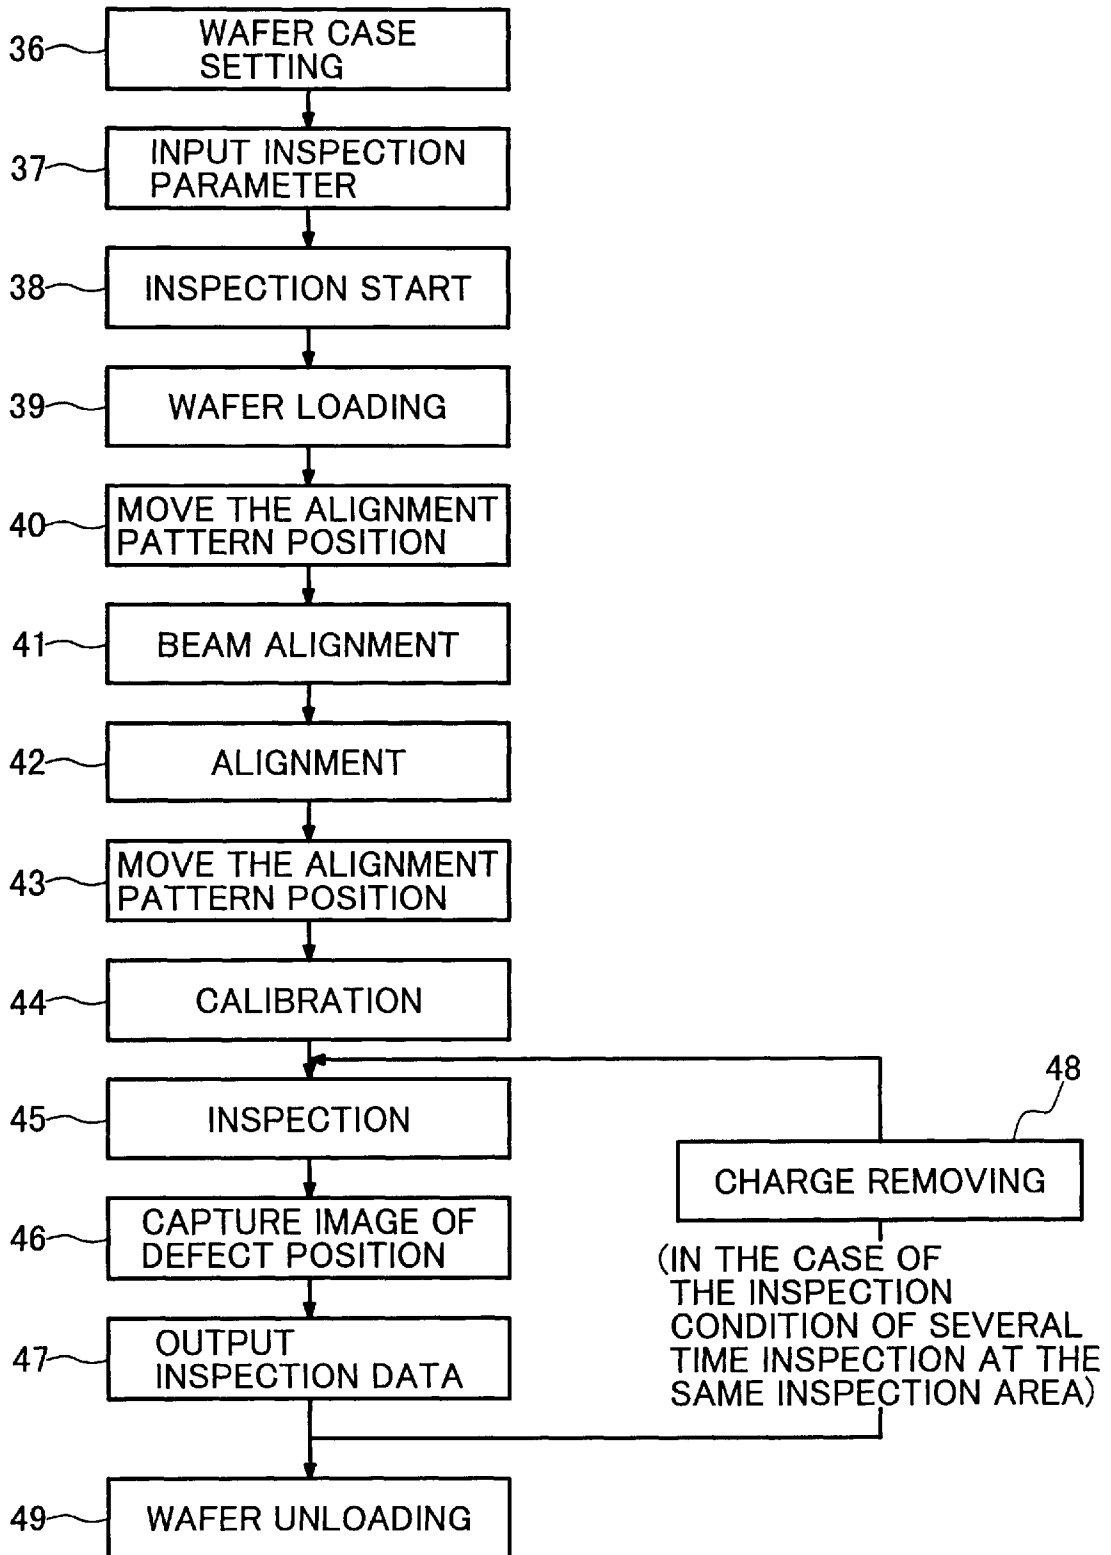 36
WAFER CASE
SETTING
37
INPUT INSPECTION
PARAMETER
38
INSPECTION START
39
WAFER LOADING
40
MOVE THE ALIGNMENT
PATTERN POSITION
41
BEAM ALIGNMENT
42
ALIGNMENT
43
MOVE THE ALIGNMENT
PATTERN POSITION
44
CALIBRATION
45
INSPECTION
46
CAPTURE IMAGE OF
DEFECT POSITION
47
OUTPUT
INSPECTION DATA
48
CHARGE REMOVING
(IN THE CASE OF
THE INSPECTION
CONDITION OF SEVERAL
TIME INSPECTION AT THE
SAME INSPECTION AREA)
49
WAFER UNLOADING